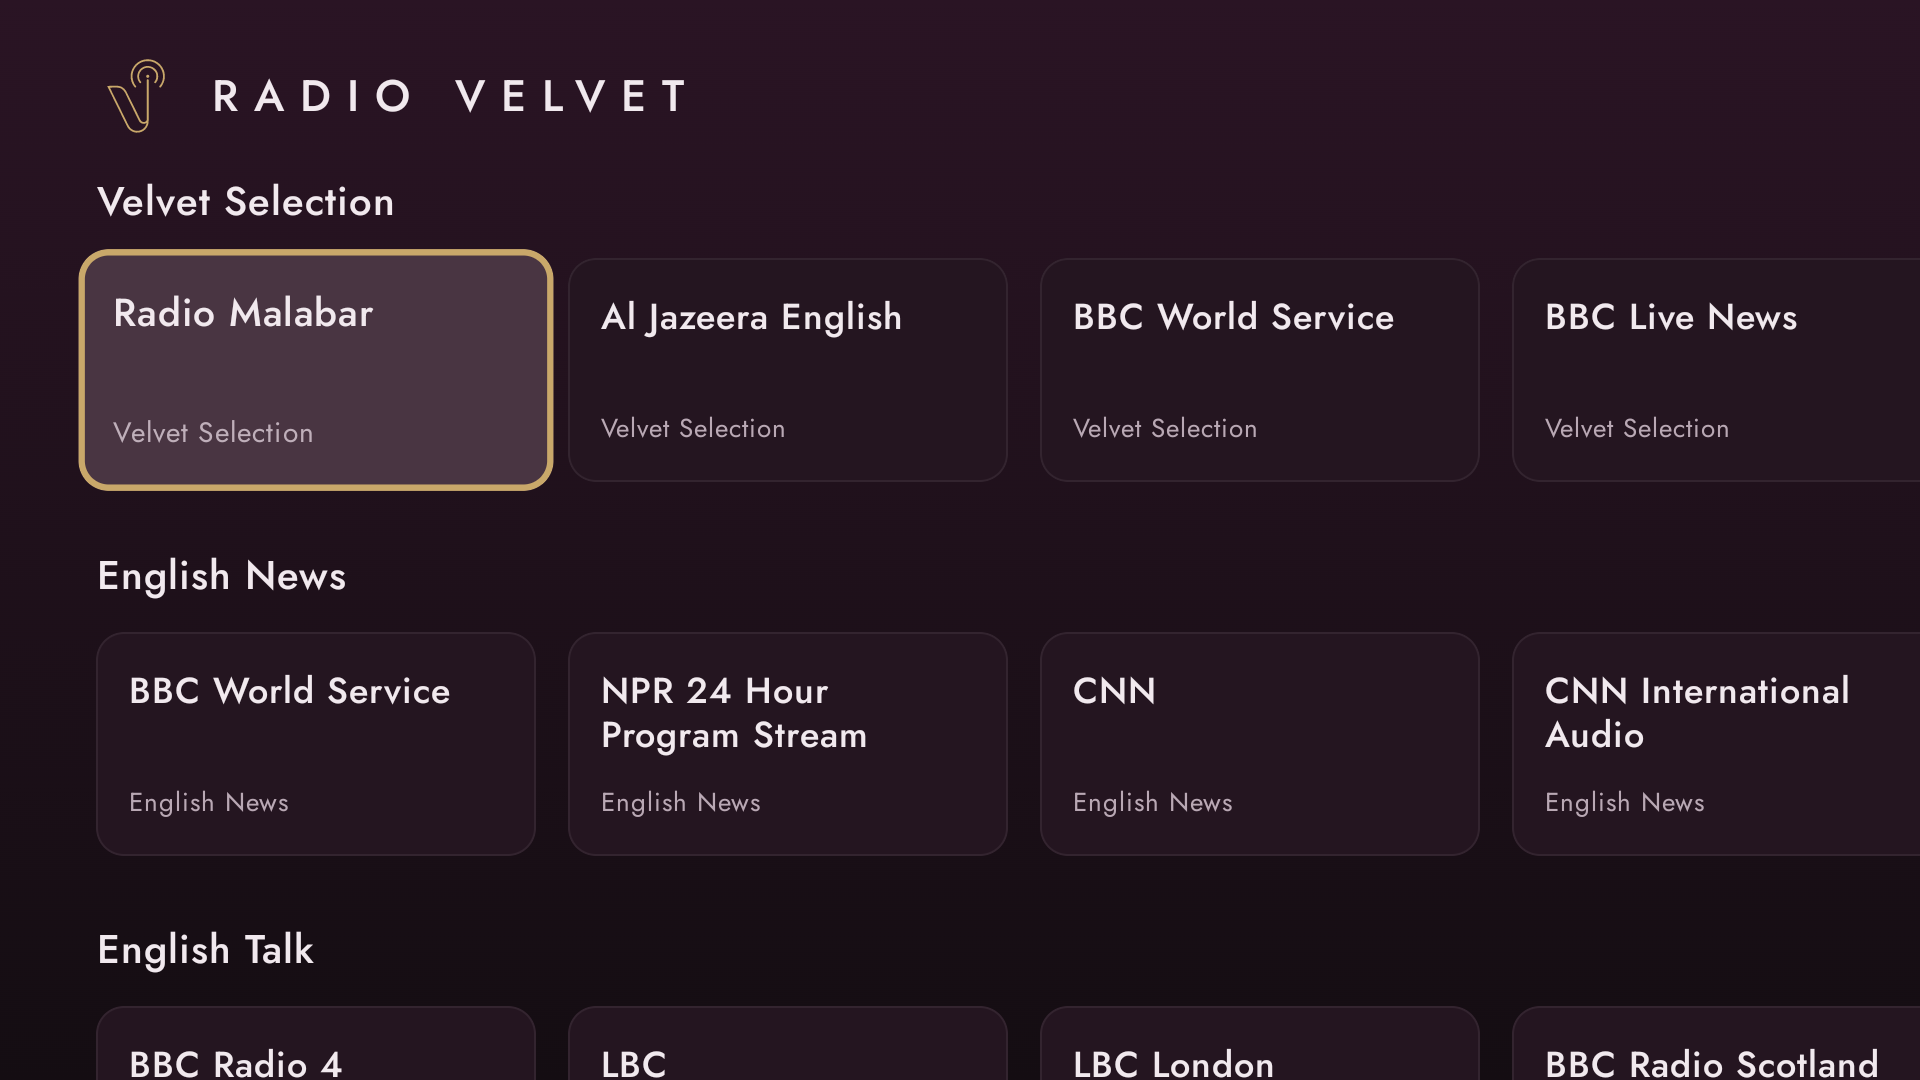 RADIO VELVET
Velvet Selection
Radio Malabar
Velvet Selection
Al Jazeera English
Velvet Selection
BBC World Service
Velvet Selection
BBC Live News
Velvet Selection
English News
BBC World Service
English News
NPR 24 Hour
Program Stream
English News
CNN
English News
CNN International
Audio
English News
English Talk
BBC Radio 4
LBC
LBC London
BBC Radio Scotland